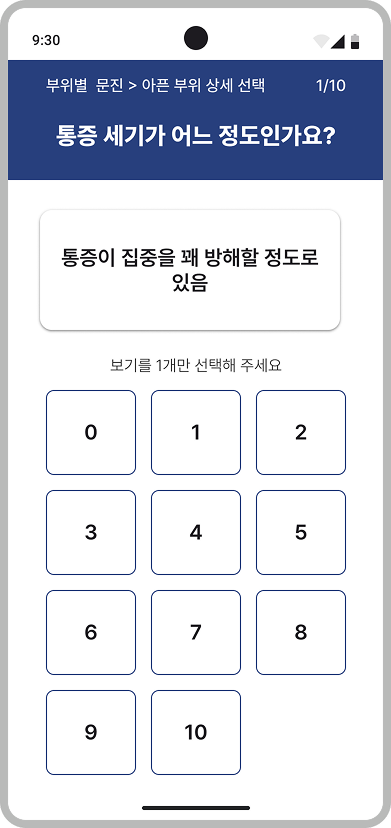 9:30
부위별 문진 > 아픈 부위 상세 선택 1/10
통증 세기가 어느 정도인가요?
통증이 집중을 꽤 방해할 정도로
있음
보기를 1개만 선택해 주세요
0 1 2
3 4 5
6 7 8
9 10